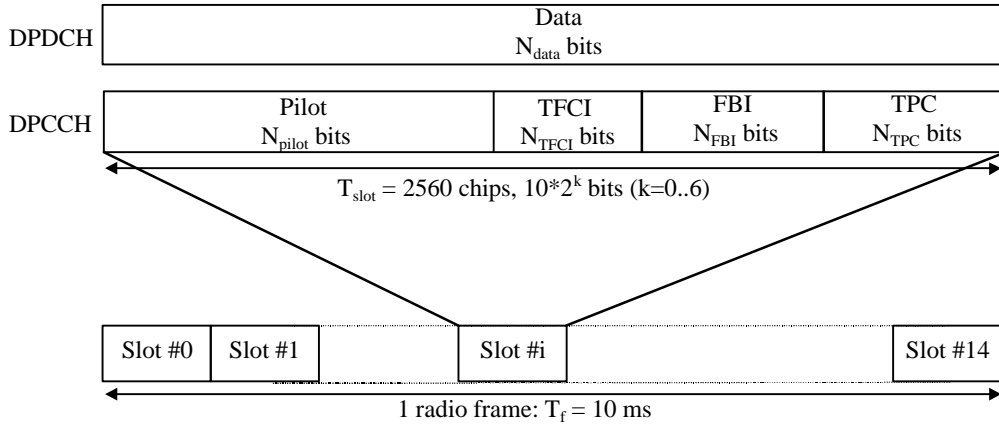 DPDCH
Data
N_data bits
DPCCH
Pilot
N_pilot bits
TFCI
N_TFCI bits
FBI
N_FBI bits
TPC
N_TPC bits
T_slot = 2560 chips, 10*2^k bits (k=0..6)
Slot #0
Slot #1
Slot #i
Slot #14
1 radio frame: T_f = 10 ms